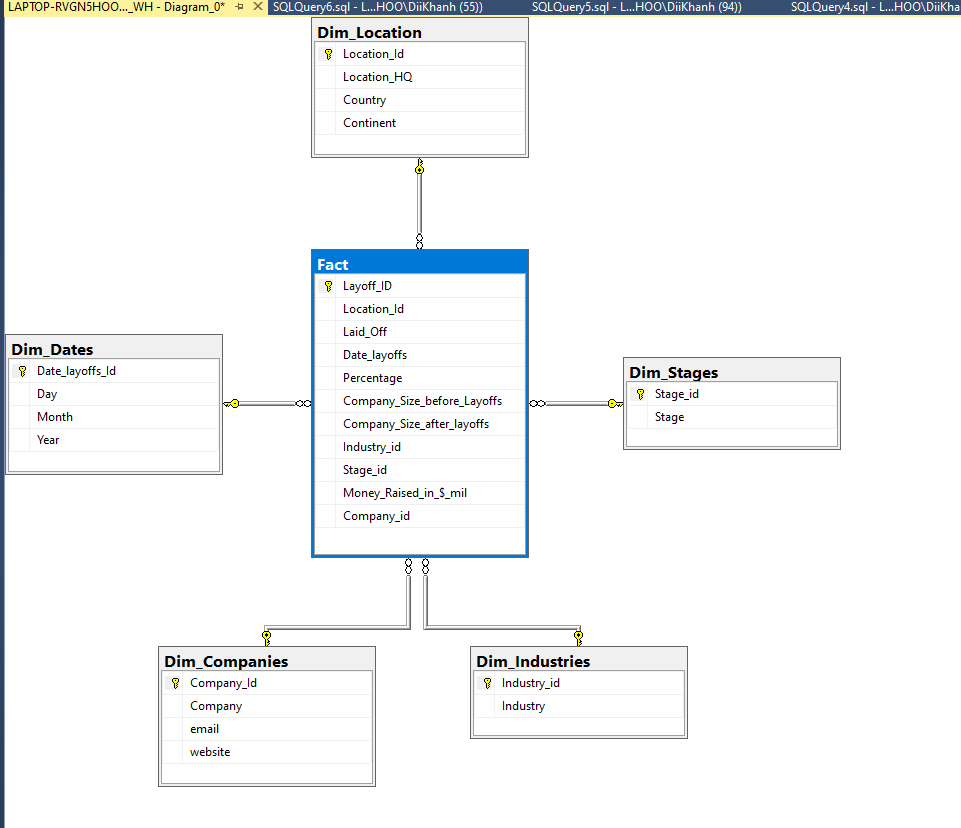 LAPTOP-RVGN5HOO..._WH - Diagram_0*
SQLQuery6.sql - L...HOO\DiiKhanh (55))
SQLQuery5.sql - L...HOO\DiiKhanh (94))
SQLQuery4.sql - L...HOO\DiiKha
Dim_Location
Location_Id
Location_HQ
Country
Continent
Fact
Layoff_ID
Location_Id
Laid_Off
Date_layoffs
Percentage
Company_Size_before_Layoffs
Company_Size_after_layoffs
Industry_id
Stage_id
Money_Raised_in_$_mil
Company_id
Dim_Dates
Date_layoffs_Id
Day
Month
Year
Dim_Stages
Stage_id
Stage
Dim_Companies
Company_Id
Company
email
website
Dim_Industries
Industry_id
Industry